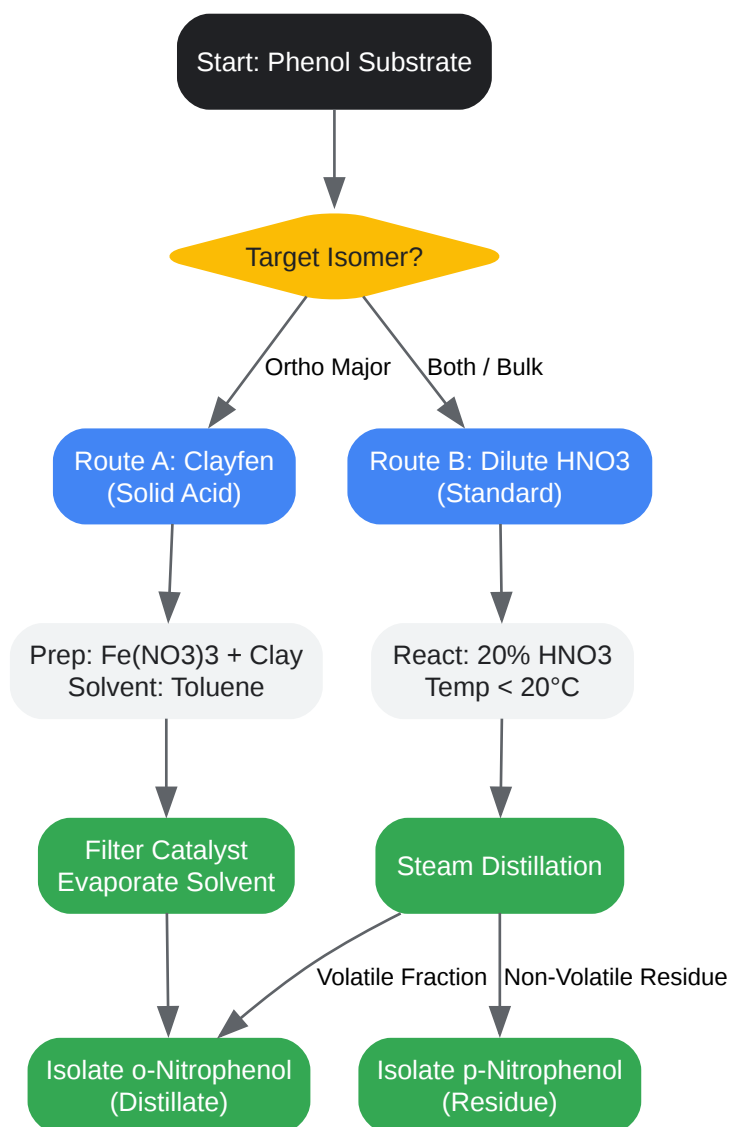 Start: Phenol Substrate
Target Isomer?
Ortho Major
Both / Bulk
Route A: Clayfen
(Solid Acid)
Route B: Dilute HNO3
(Standard)
Prep: Fe(NO3)3 + Clay
Solvent: Toluene
React: 20% HNO3
Temp < 20°C
Filter Catalyst
Evaporate Solvent
Steam Distillation
Volatile Fraction
Non-Volatile Residue
Isolate o-Nitrophenol
(Distillate)
Isolate p-Nitrophenol
(Residue)